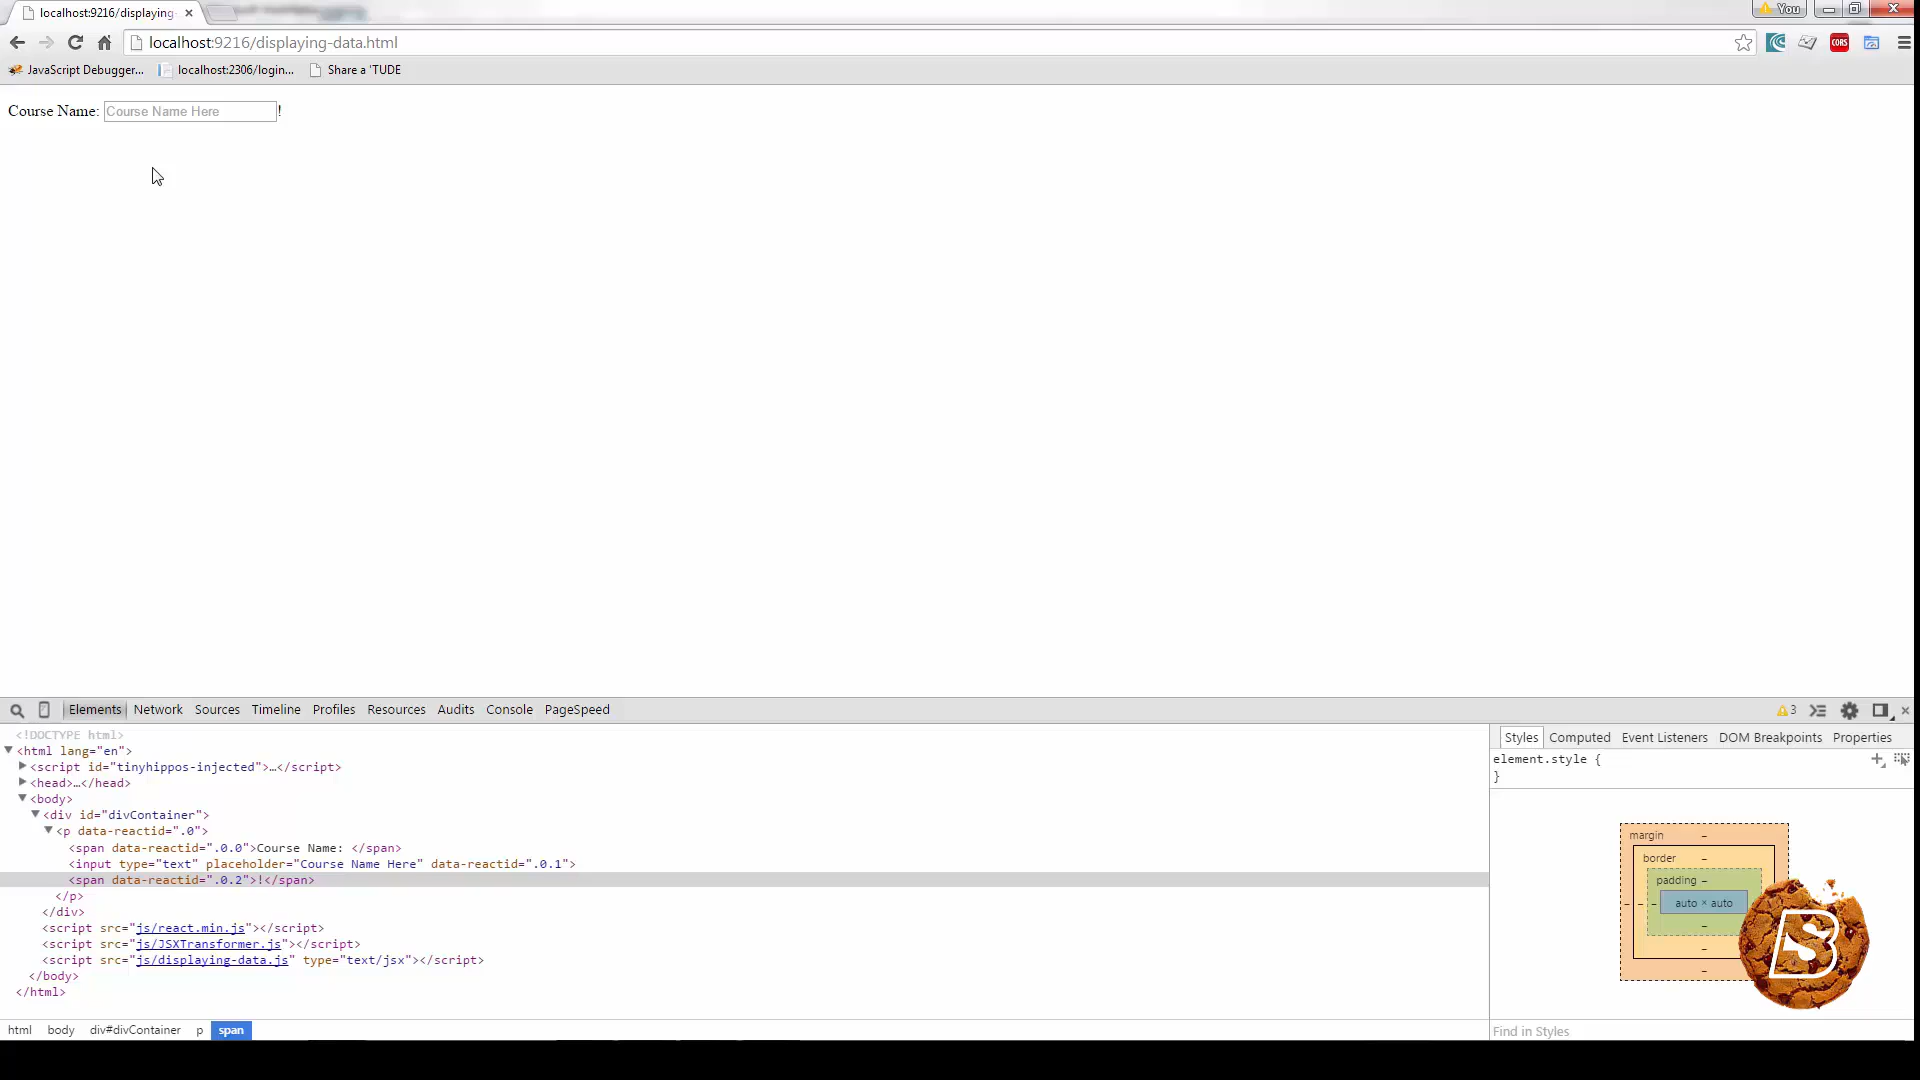 localhost:9216/displaying
You
localhost:9216/displaying-data.html
CORS
JavaScript Debugger... localhost:2306/login... Share a 'TUDE
Course Name: Course Name Here !
Elements Network Sources Timeline Profiles Resources Audits Console PageSpeed 3
<!DOCTYPE html>
<html lang="en">
<script id="tinyhippos-injected">…</script>
<head>…</head>
<body>
<div id="divContainer">
<p data-reactid=".0">
<span data-reactid=".0.0">Course Name: </span>
<input type="text" placeholder="Course Name Here" data-reactid=".0.1">
<span data-reactid=".0.2">!</span>
</p>
</div>
<script src="js/react.min.js"></script>
<script src="js/JSXTransformer.js"></script>
<script src="js/displaying-data.js" type="text/jsx"></script>
</body>
</html>
html body div#divContainer p span
Styles Computed Event Listeners DOM Breakpoints Properties
element.style {
}
margin –
border –
padding –
– – – auto × auto
–
–
–
B
Find in Styles